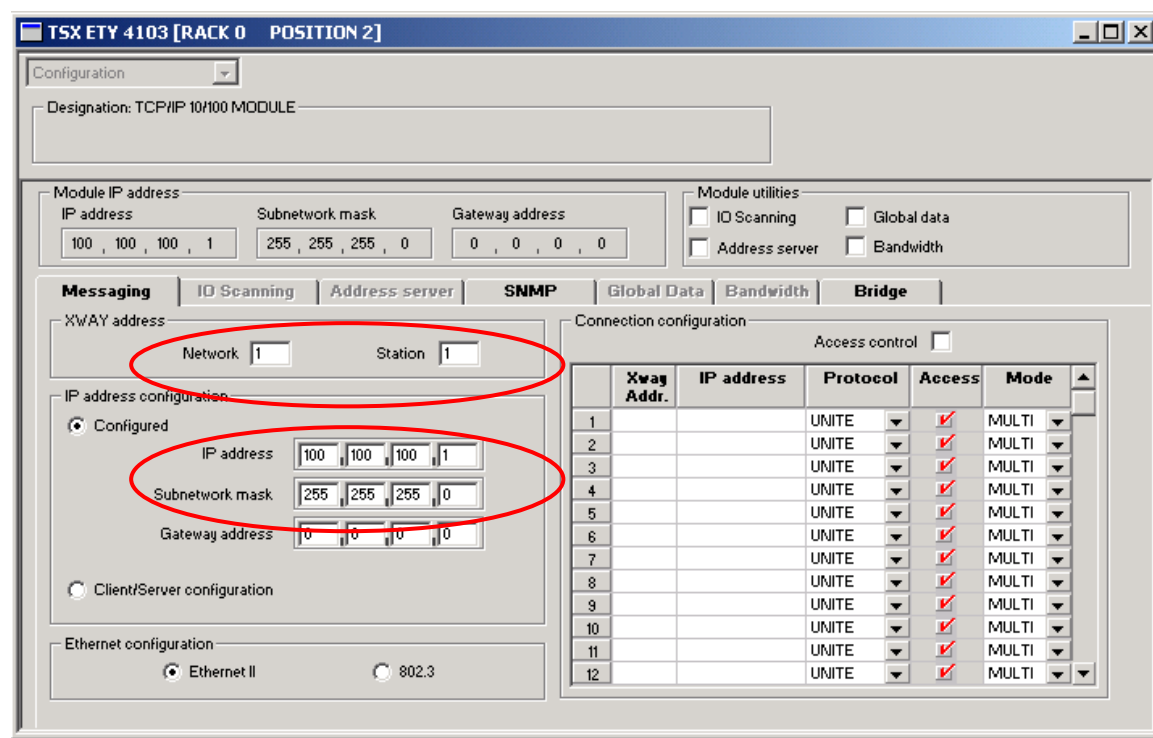 TSX ETY 4103 [RACK 0 POSITION 2]
Configuration
Designation: TCP/IP 10/100 MODULE
Module IP address
IP address Subnetwork mask Gateway address
100 , 100 , 100 , 1 255 , 255 , 255 , 0 0 , 0 , 0 , 0
Module utilities
IO Scanning Global data
Address server Bandwidth
Messaging IO Scanning Address server SNMP Global Data Bandwidth Bridge
XWAY address
Network 1 Station 1
IP address configuration
Configured
IP address 100 , 100 , 100 , 1
Subnetwork mask 255 , 255 , 255 , 0
Gateway address 0 , 0 , 0 , 0
Client/Server configuration
Ethernet configuration
Ethernet II 802.3
Connection configuration
Access control
Xway Addr. IP address Protocol Access Mode
1 UNITE MULTI
2 UNITE MULTI
3 UNITE MULTI
4 UNITE MULTI
5 UNITE MULTI
6 UNITE MULTI
7 UNITE MULTI
8 UNITE MULTI
9 UNITE MULTI
10 UNITE MULTI
11 UNITE MULTI
12 UNITE MULTI